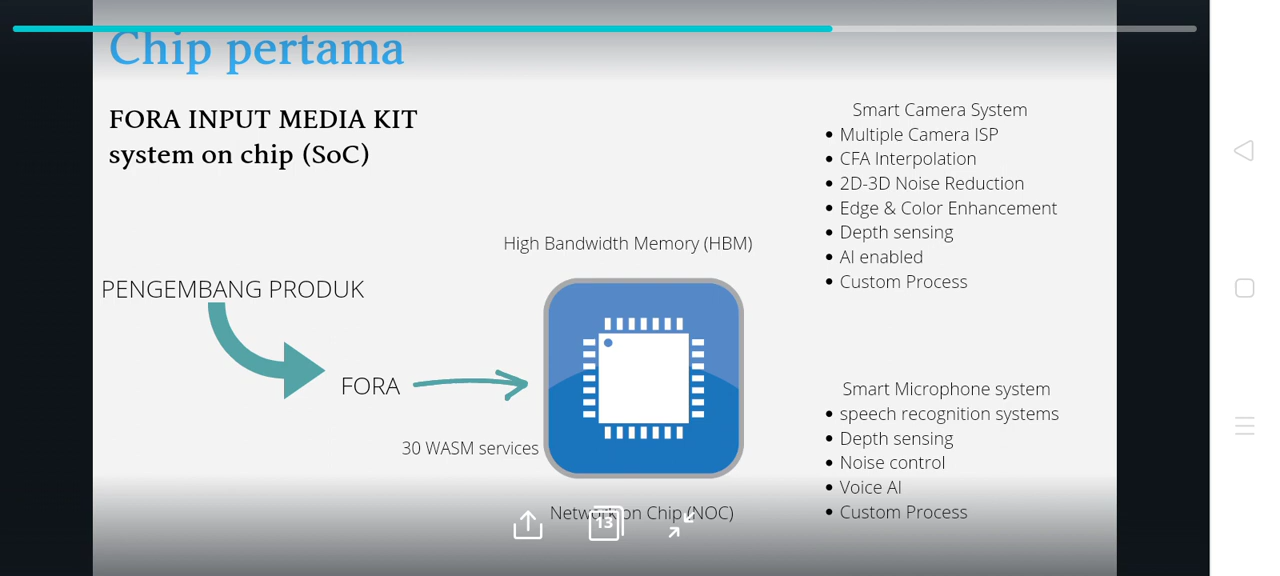 Chip pertama
FORA INPUT MEDIA KIT
system on chip (SoC)
PENGEMBANG PRODUK
FORA
30 WASM services
High Bandwidth Memory (HBM)
Network on Chip (NOC)
13
Smart Camera System
• Multiple Camera ISP
• CFA Interpolation
• 2D-3D Noise Reduction
• Edge & Color Enhancement
• Depth sensing
• AI enabled
• Custom Process
Smart Microphone system
• speech recognition systems
• Depth sensing
• Noise control
• Voice AI
• Custom Process